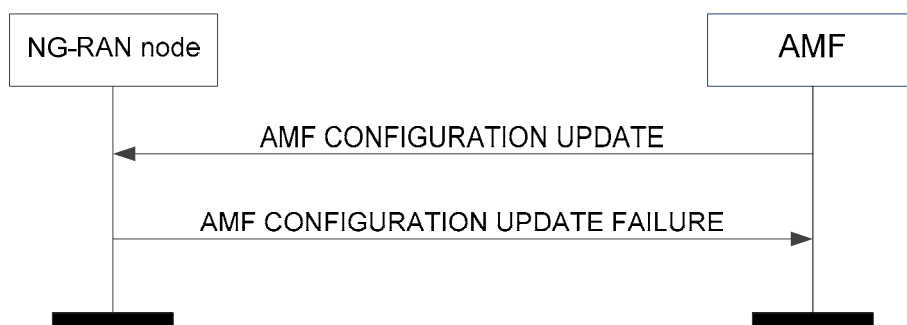 NG-RAN node
AMF
AMF CONFIGURATION UPDATE
AMF CONFIGURATION UPDATE FAILURE